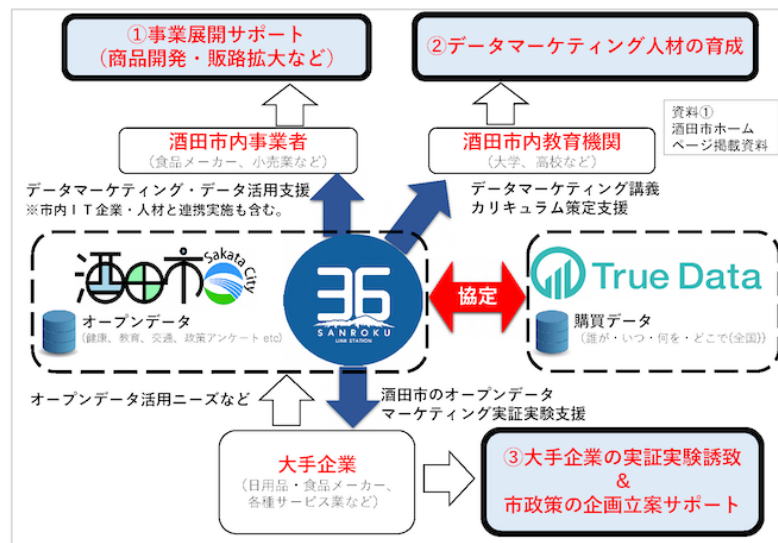 ①事業展開サポート
(商品開発・販路拡大など)
②データマーケティング人材の育成
資料①
酒田市ホーム
ページ掲載資料
酒田市内事業者
(食品メーカー、小売業など)
酒田市内教育機関
(大学、高校など)
データマーケティング・データ活用支援
※市内ＩＴ企業・人材と連携実施も含む。
データマーケティング講義
カリキュラム策定支援
酒田市
Sakata City
オープンデータ
(健康、教育、交通、政策アンケート etc)
36
SANROKU
LINK STATION
協定
True Data
購買データ
(誰が・いつ・何を・どこで{全国})
オープンデータ活用ニーズなど
酒田市のオープンデータ
マーケティング実証実験支援
大手企業
(日用品・食品メーカー、
各種サービス業など)
③大手企業の実証実験誘致
&
市政策の企画立案サポート